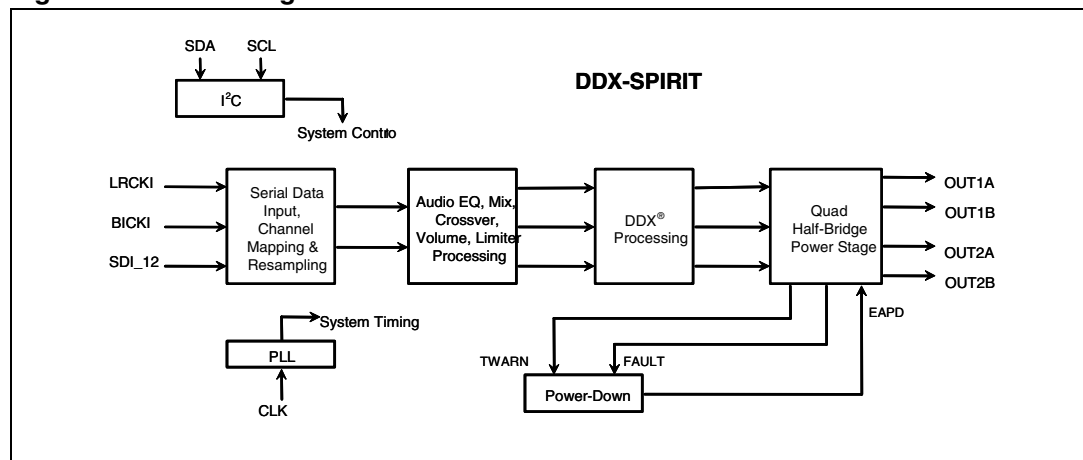 SDA SCL
DDX-SPIRIT
I²C
System Contro
LRCKI
BICKI
SDI_12
Serial Data
Input,
Channel
Mapping &
Resampling
Audio EQ, Mix,
Crossver,
Volume, Limiter
Processing
DDX®
Processing
Quad
Half-Bridge
Power Stage
OUT1A
OUT1B
OUT2A
OUT2B
EAPD
System Timing
PLL
CLK
TWARN
FAULT
Power-Down